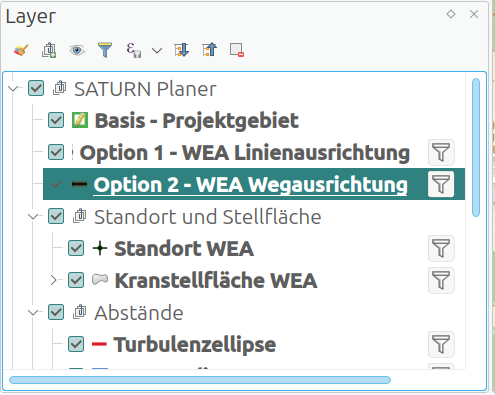 Layer
SATURN Planer
Basis - Projektgebiet
Option 1 - WEA Linienausrichtung
Option 2 - WEA Wegausrichtung
Standort und Stellfläche
Standort WEA
Kranstellfläche WEA
Abstände
Turbulenzellipse